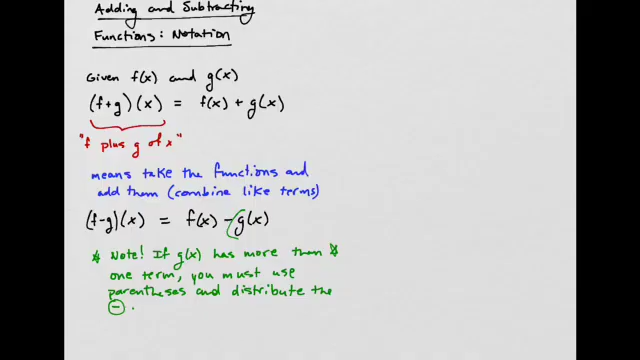 Adding and Subtracting
Functions: Notation
Given f(x) and g(x)
(f+g)(x) = f(x) + g(x)
"f plus g of x"
means take the functions and
add them (combine like terms)
(f-g)(x) = f(x) - (g(x)
* Note! If g(x) has more than *
one term, you must use
parentheses and distribute the
- .